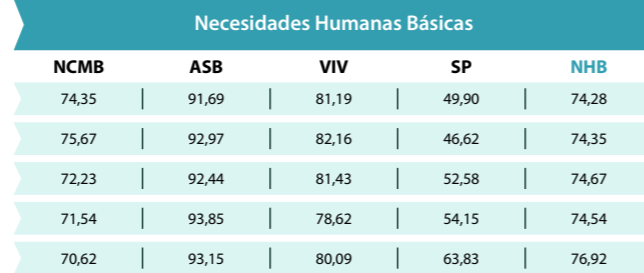 Necesidades Humanas Básicas
NCMB ASB VIV SP NHB
74,35 | 91,69 | 81,19 | 49,90 | 74,28
75,67 | 92,97 | 82,16 | 46,62 | 74,35
72,23 | 92,44 | 81,43 | 52,58 | 74,67
71,54 | 93,85 | 78,62 | 54,15 | 74,54
70,62 | 93,15 | 80,09 | 63,83 | 76,92